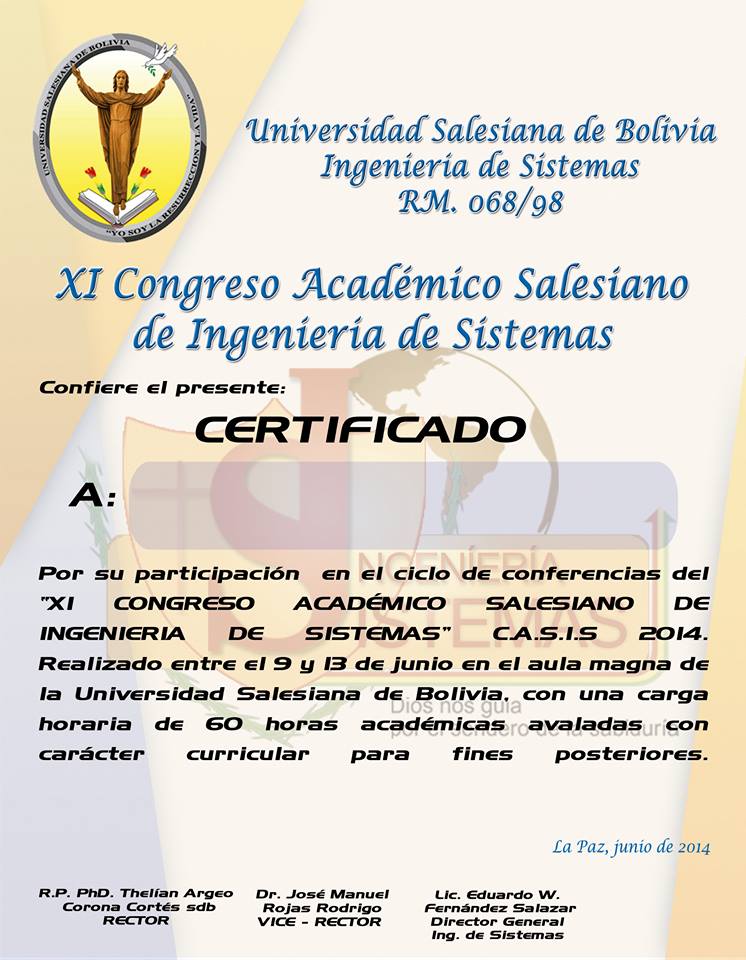 UNIVERSIDAD SALESIANA DE BOLIVIA
"YO SOY LA RESURRECCION Y LA VIDA"
Universidad Salesiana de Bolivia
Ingenieria de Sistemas
RM. 068/98
XI Congreso Académico Salesiano
de Ingenieria de Sistemas
Confiere el presente:
CERTIFICADO
A:
Por su participación en el ciclo de conferencias del
"XI CONGRESO ACADÉMICO SALESIANO DE
INGENIERIA DE SISTEMAS" C.A.S.I.S 2014.
Realizado entre el 9 y 13 de junio en el aula magna de
la Universidad Salesiana de Bolivia, con una carga
horaria de 60 horas académicas avaladas con
carácter curricular para fines posteriores.
INGENIERÍA
SISTEMAS
Dios nos guía
por el sendero de la sabiduría
La Paz, junio de 2014
R.P. PhD. Thelían Argeo
Corona Cortés sdb
RECTOR
Dr. José Manuel
Rojas Rodrigo
VICE - RECTOR
Lic. Eduardo W.
Fernández Salazar
Director General
Ing. de Sistemas